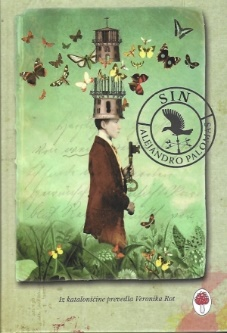 SIN
ALEJANDRO PALOMAS
Iz katalonščine prevedla Veronika Rot